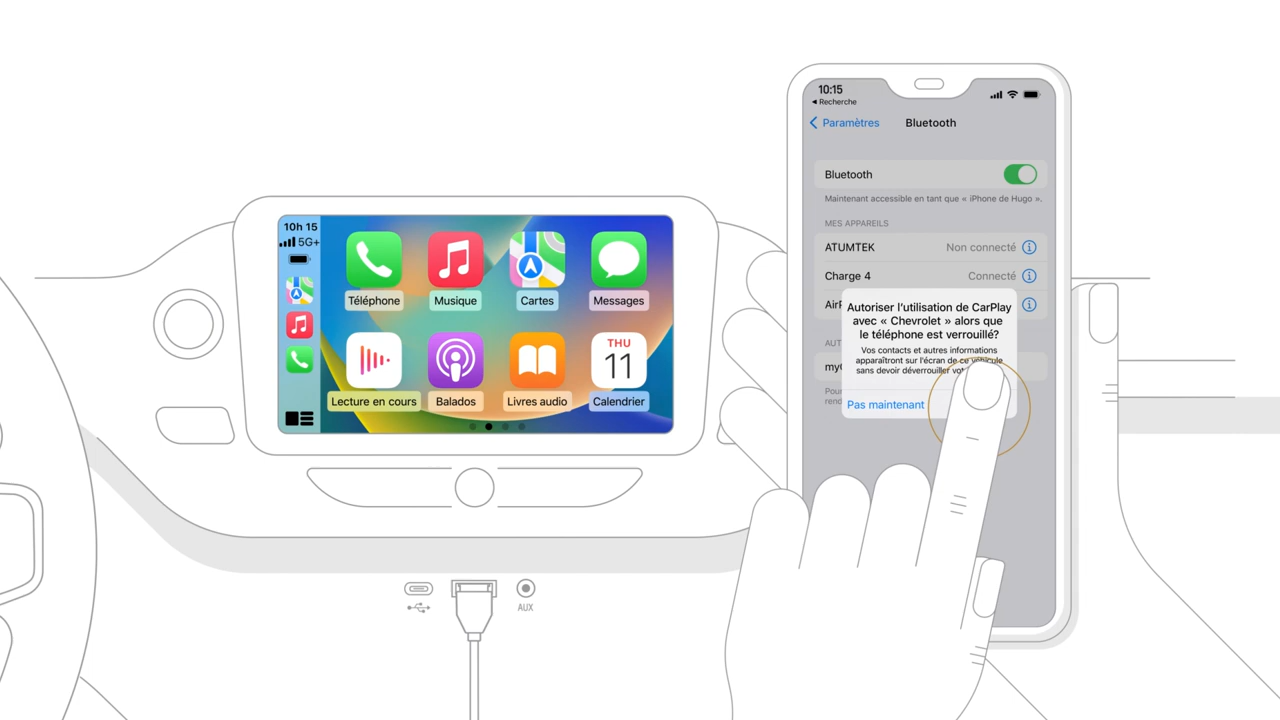 10h 15
5G+
Téléphone
Musique
Cartes
Messages
THU
11
Lecture en cours
Balados
Livres audio
Calendrier
AUX
10:15
Recherche
Paramètres
Bluetooth
Bluetooth
Maintenant accessible en tant que « iPhone de Hugo ».
MES APPAREILS
ATUMTEK
Non connecté
Charge 4
Connecté
Autoriser l'utilisation de CarPlay
avec « Chevrolet » alors que
le téléphone est verrouillé?
Vos contacts et autres informations
apparaîtront sur l'écran de ce véhicule
sans devoir déverrouiller
Pas maintenant